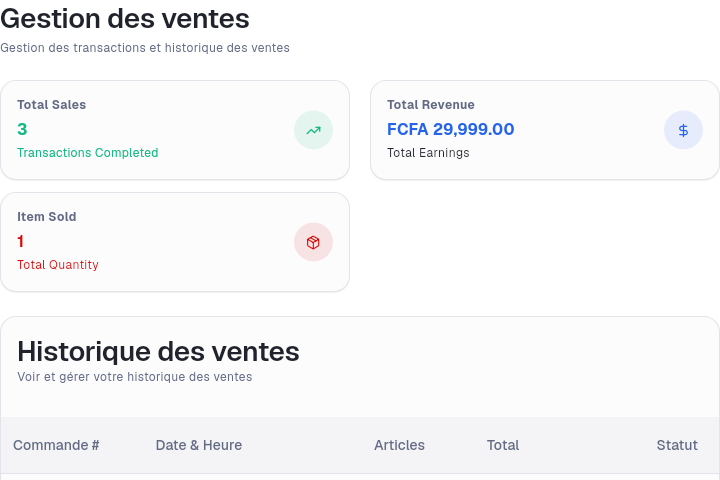 Gestion des ventes
Gestion des transactions et historique des ventes
Total Sales
3
Transactions Completed
Total Revenue
FCFA 29,999.00
Total Earnings
Item Sold
1
Total Quantity
Historique des ventes
Voir et gérer votre historique des ventes
Commande # Date & Heure Articles Total Statut